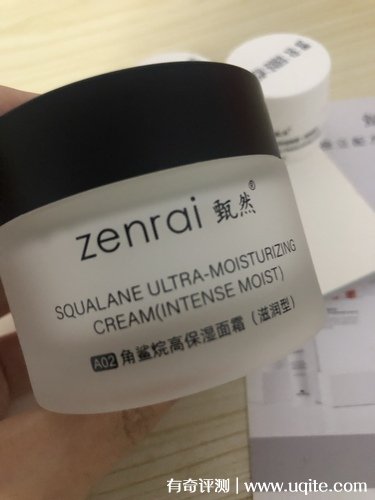 zenrai 甄然®
SQUALANE ULTRA-MOISTURIZING
CREAM(INTENSE MOIST)
A02 角鲨烷高保湿面霜（滋润型）
有奇评测 | www.uqite.com